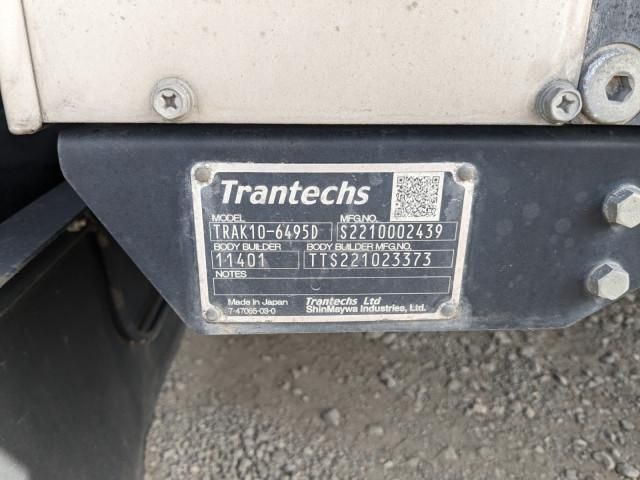 Trantechs
MODEL MFG.NO.
TRAK10-6495D S2210002439
BODY BUILDER BODY BUILDER MFG.NO.
11401 TTS221023373
NOTES
Made in Japan Trantechs Ltd
7-47065-03-0 ShinMaywa Industries, Ltd.